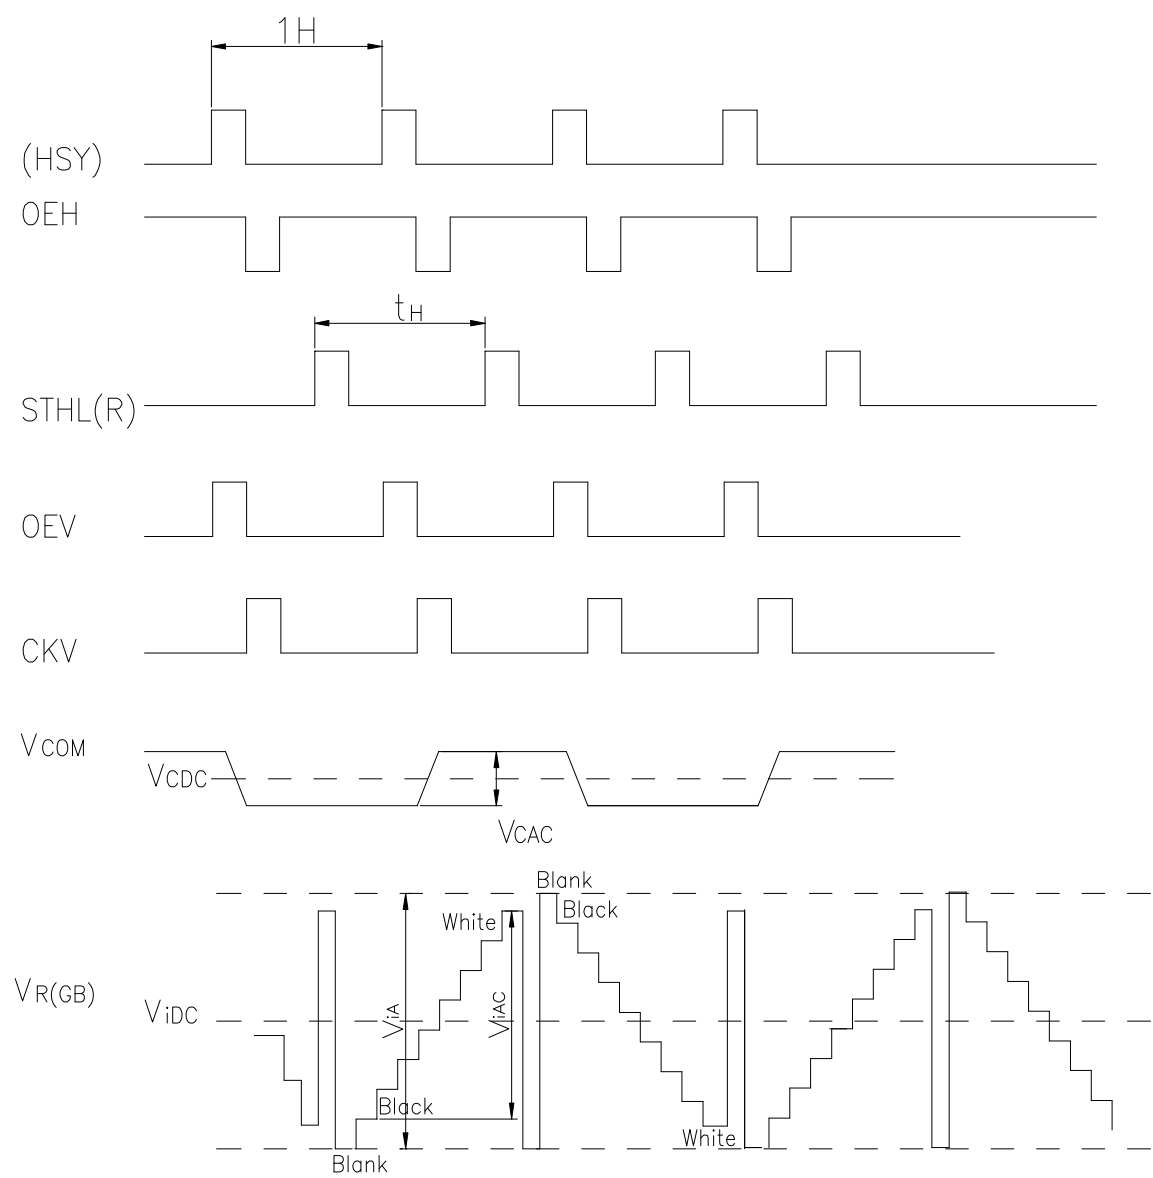 1H
(HSY)
OEH
tH
STHL(R)
OEV
CKV
VCOM
VCDC
VCAC
Blank
Black
White
VR(GB)
ViDC
ViA
ViAC
Black
White
Blank